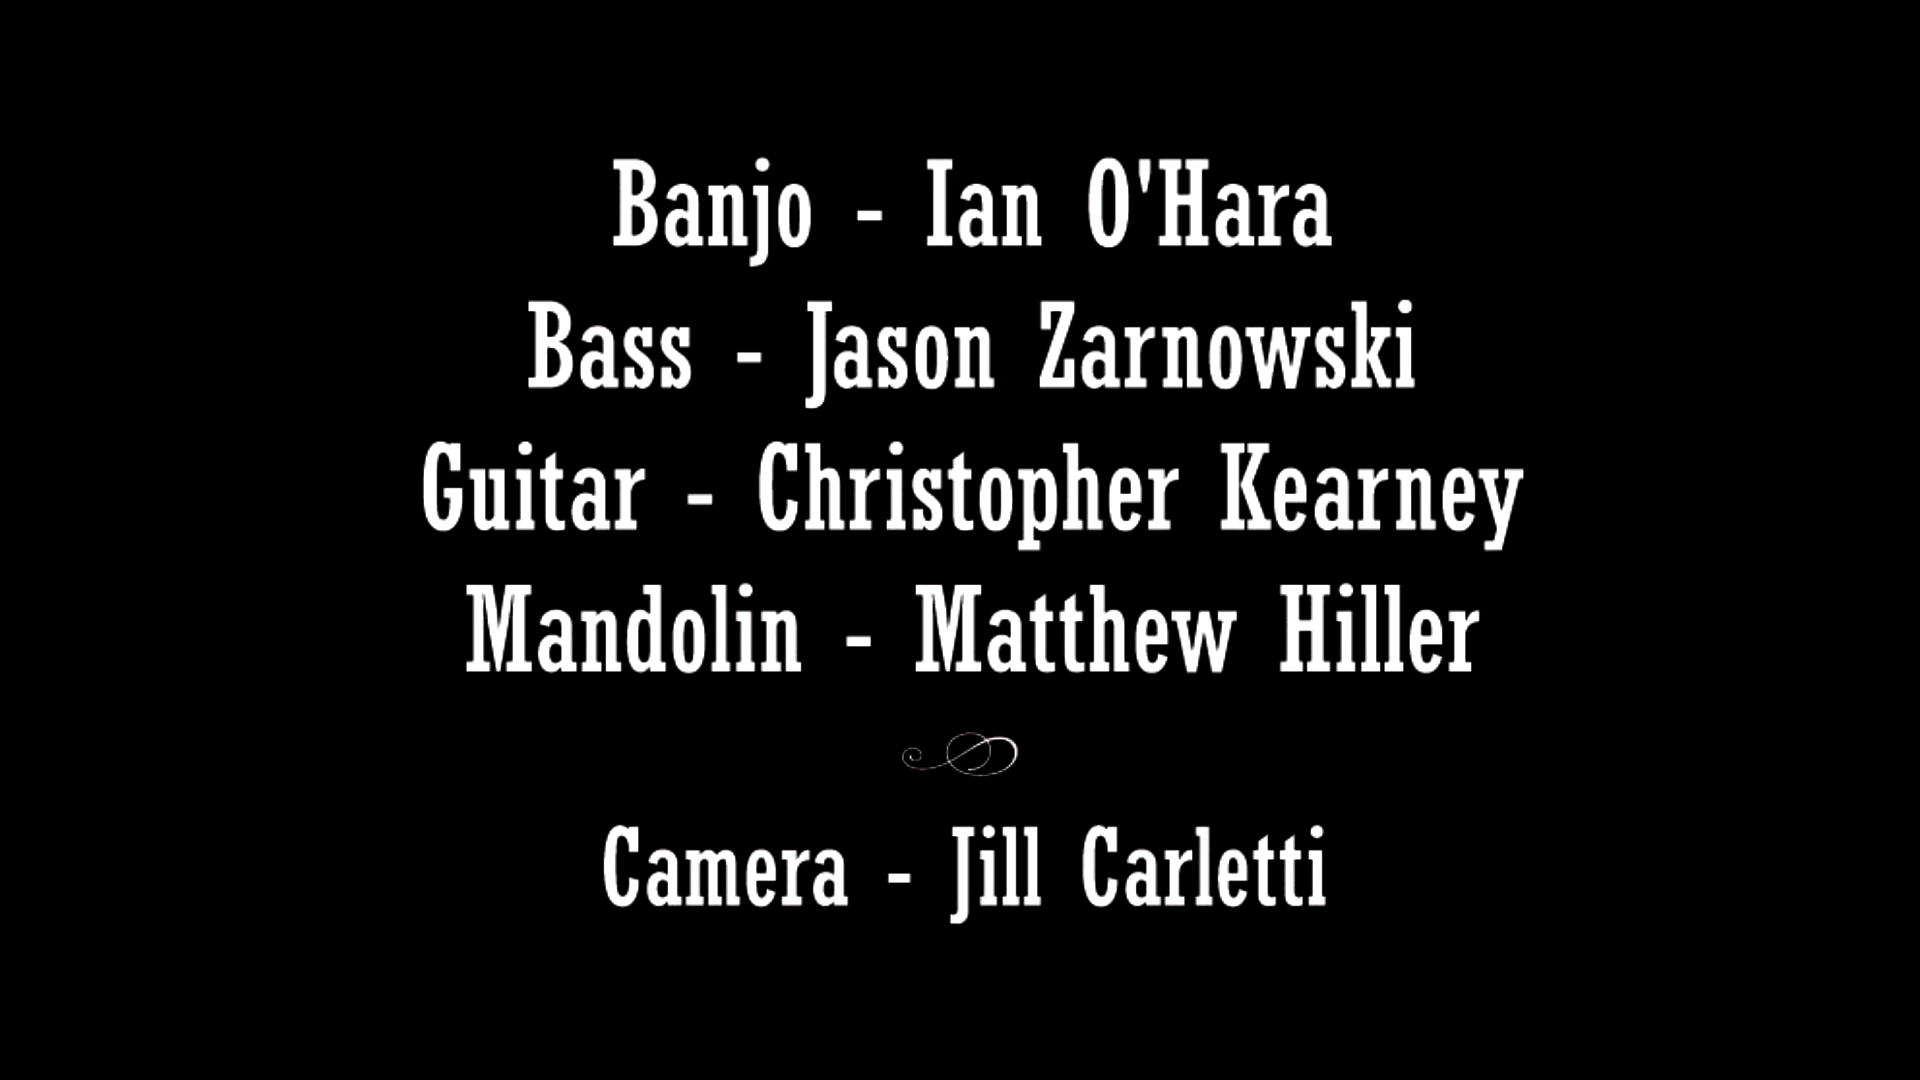 Banjo - Ian O'Hara
Bass - Jason Zarnowski
Guitar - Christopher Kearney
Mandolin - Matthew Hiller
Camera - Jill Carletti